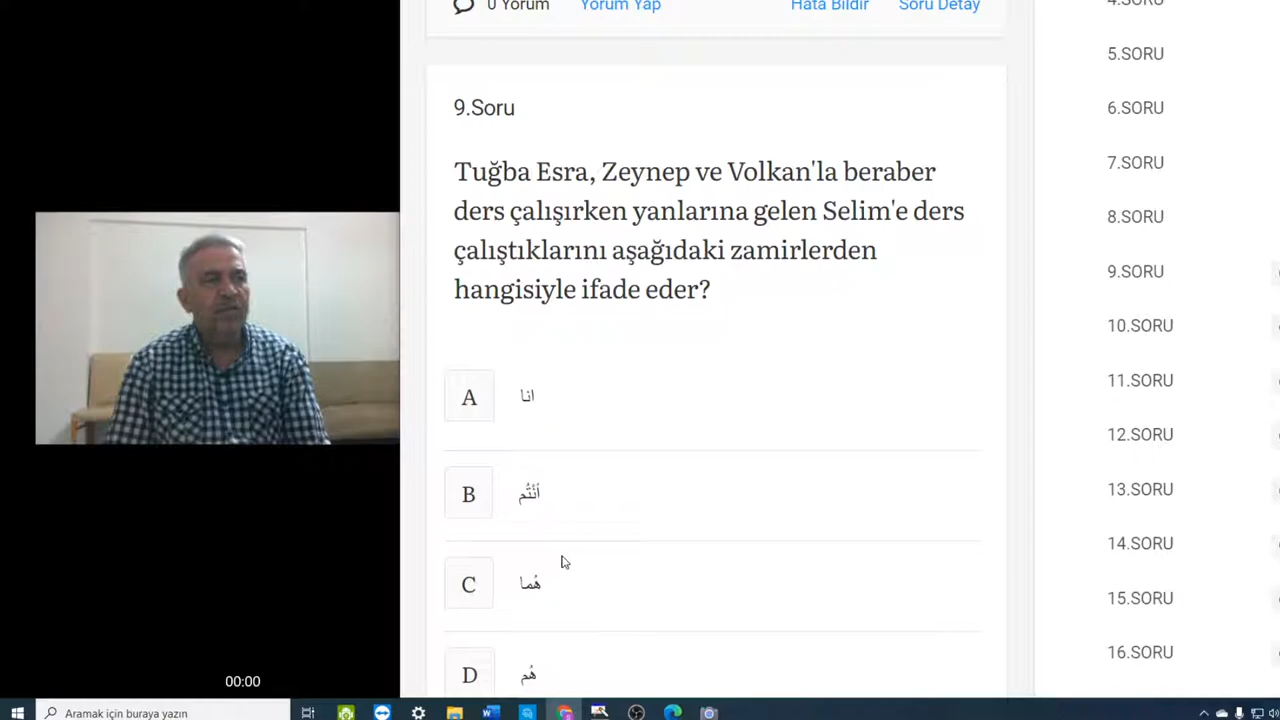 0 Yorum
Yorum Yap
Hata Bildir
Soru Detay
5.SORU
9.Soru
6.SORU
7.SORU
8.SORU
9.SORU
10.SORU
11.SORU
12.SORU
13.SORU
14.SORU
15.SORU
16.SORU
Tuğba Esra, Zeynep ve Volkan'la beraber
ders çalışırken yanlarına gelen Selim'e ders
çalıştıklarını aşağıdaki zamirlerden
hangisiyle ifade eder?
A انا
B أنْتُم
C هُما
D هُم
00:00
Aramak için buraya yazın